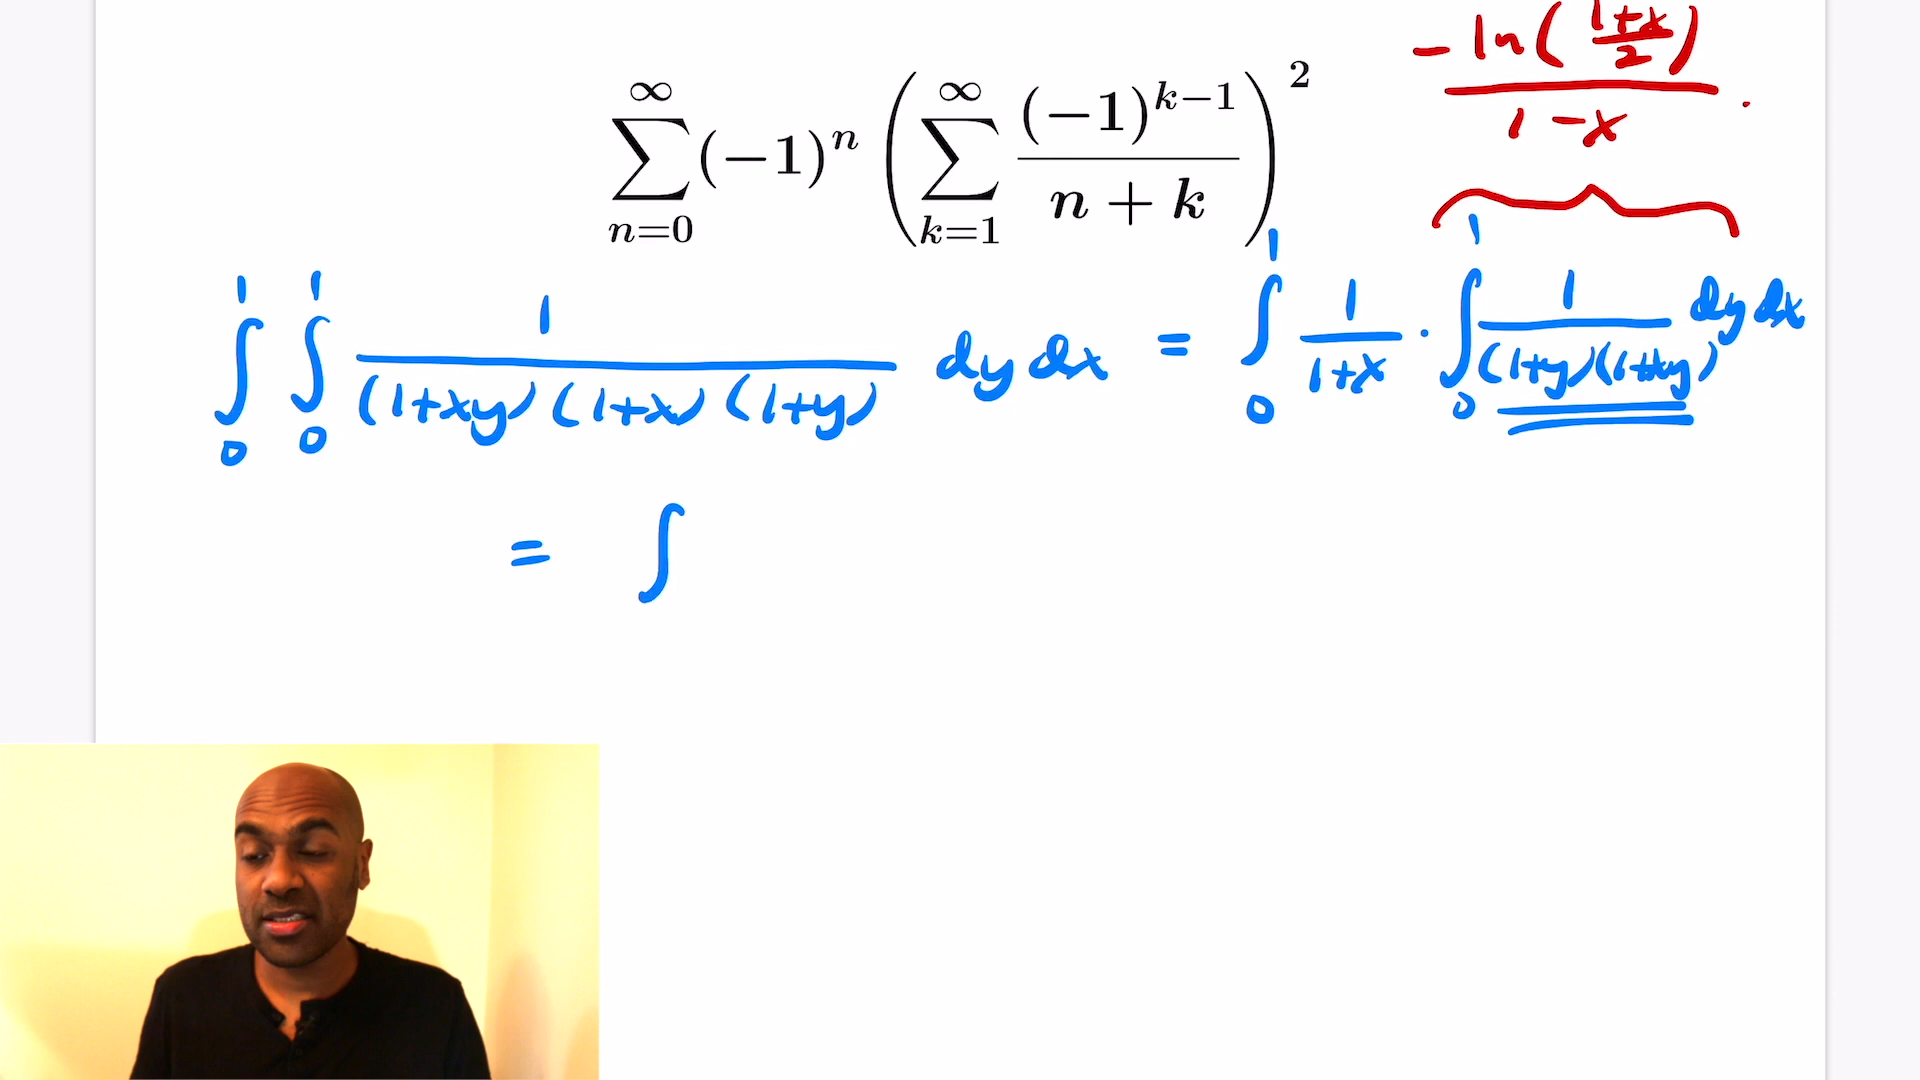 ∑_{n=0}^{∞} (−1)^n ( ∑_{k=1}^{∞} (−1)^{k−1} / (n + k) )^2
−ln((1+x)/2) / (1−x) .
∫_0^1 ∫_0^1 1 / ((1+xy)(1+x)(1+y)) dy dx = ∫_0^1 1/(1+x) · ∫_0^1 1 / ((1+y)(1+xy)) dy dx
= ∫